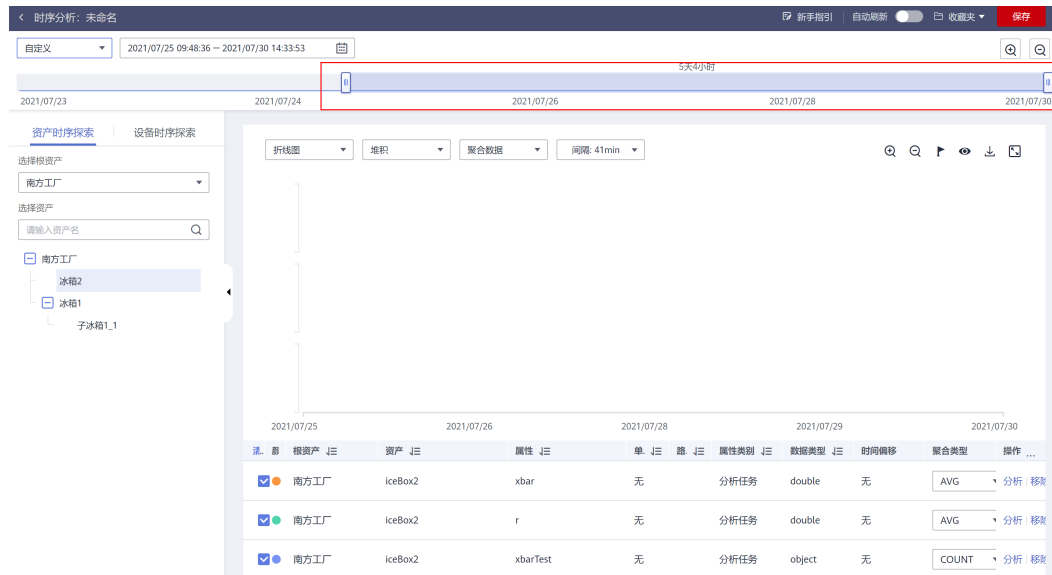 时序分析：未命名 新手指引 自动刷新 收藏夹 保存
自定义 2021/07/25 09:48:36 – 2021/07/30 14:33:53
5天4小时
2021/07/23 2021/07/24 2021/07/26 2021/07/28 2021/07/30
资产时序探索 设备时序探索
选择根资产
南方工厂
选择资产
请输入资产名
南方工厂
冰箱2
冰箱1
子冰箱1_1
折线图 堆积 聚合数据 间隔: 41min
2021/07/25 2021/07/26 2021/07/28 2021/07/29 2021/07/30
根资产 资产 属性 单. 路. 属性类别 数据类型 时间偏移 聚合类型 操作 ...
南方工厂 iceBox2 xbar 无 分析任务 double 无 AVG 分析 移除
南方工厂 iceBox2 r 无 分析任务 double 无 AVG 分析 移除
南方工厂 iceBox2 xbarTest 无 分析任务 object 无 COUNT 分析 移除